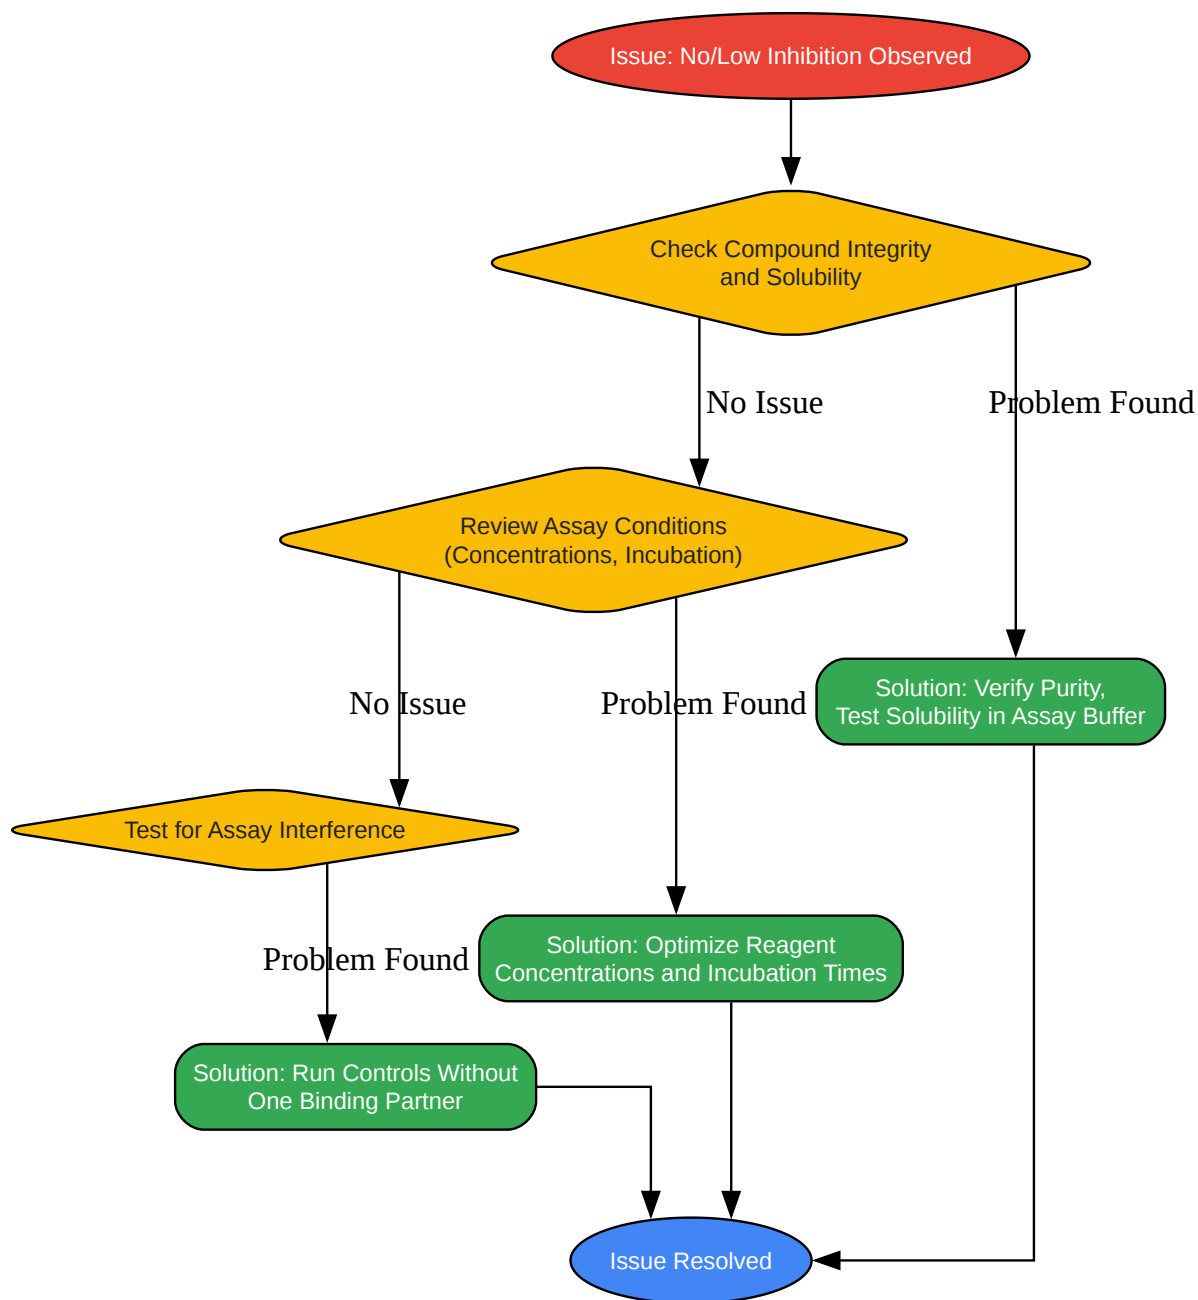 Issue: No/Low Inhibition Observed
Check Compound Integrity
and Solubility
No Issue
Problem Found
Review Assay Conditions
(Concentrations, Incubation)
No Issue
Problem Found
Solution: Verify Purity,
Test Solubility in Assay Buffer
Test for Assay Interference
Problem Found
Solution: Optimize Reagent
Concentrations and Incubation Times
Solution: Run Controls Without
One Binding Partner
Issue Resolved